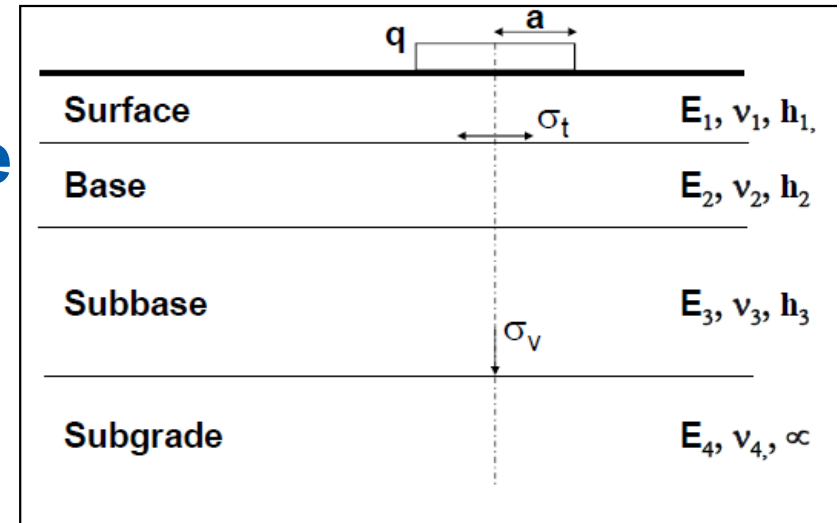 a
q
Surface E₁, ν₁, h₁,
σₜ
e
Base E₂, ν₂, h₂
Subbase E₃, ν₃, h₃
σᵥ
Subgrade E₄, ν₄, ∝